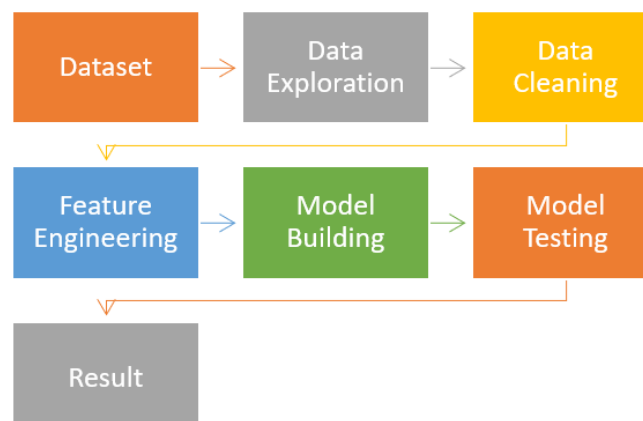 Dataset
Data
Exploration
Data
Cleaning
Feature
Engineering
Model
Building
Model
Testing
Result